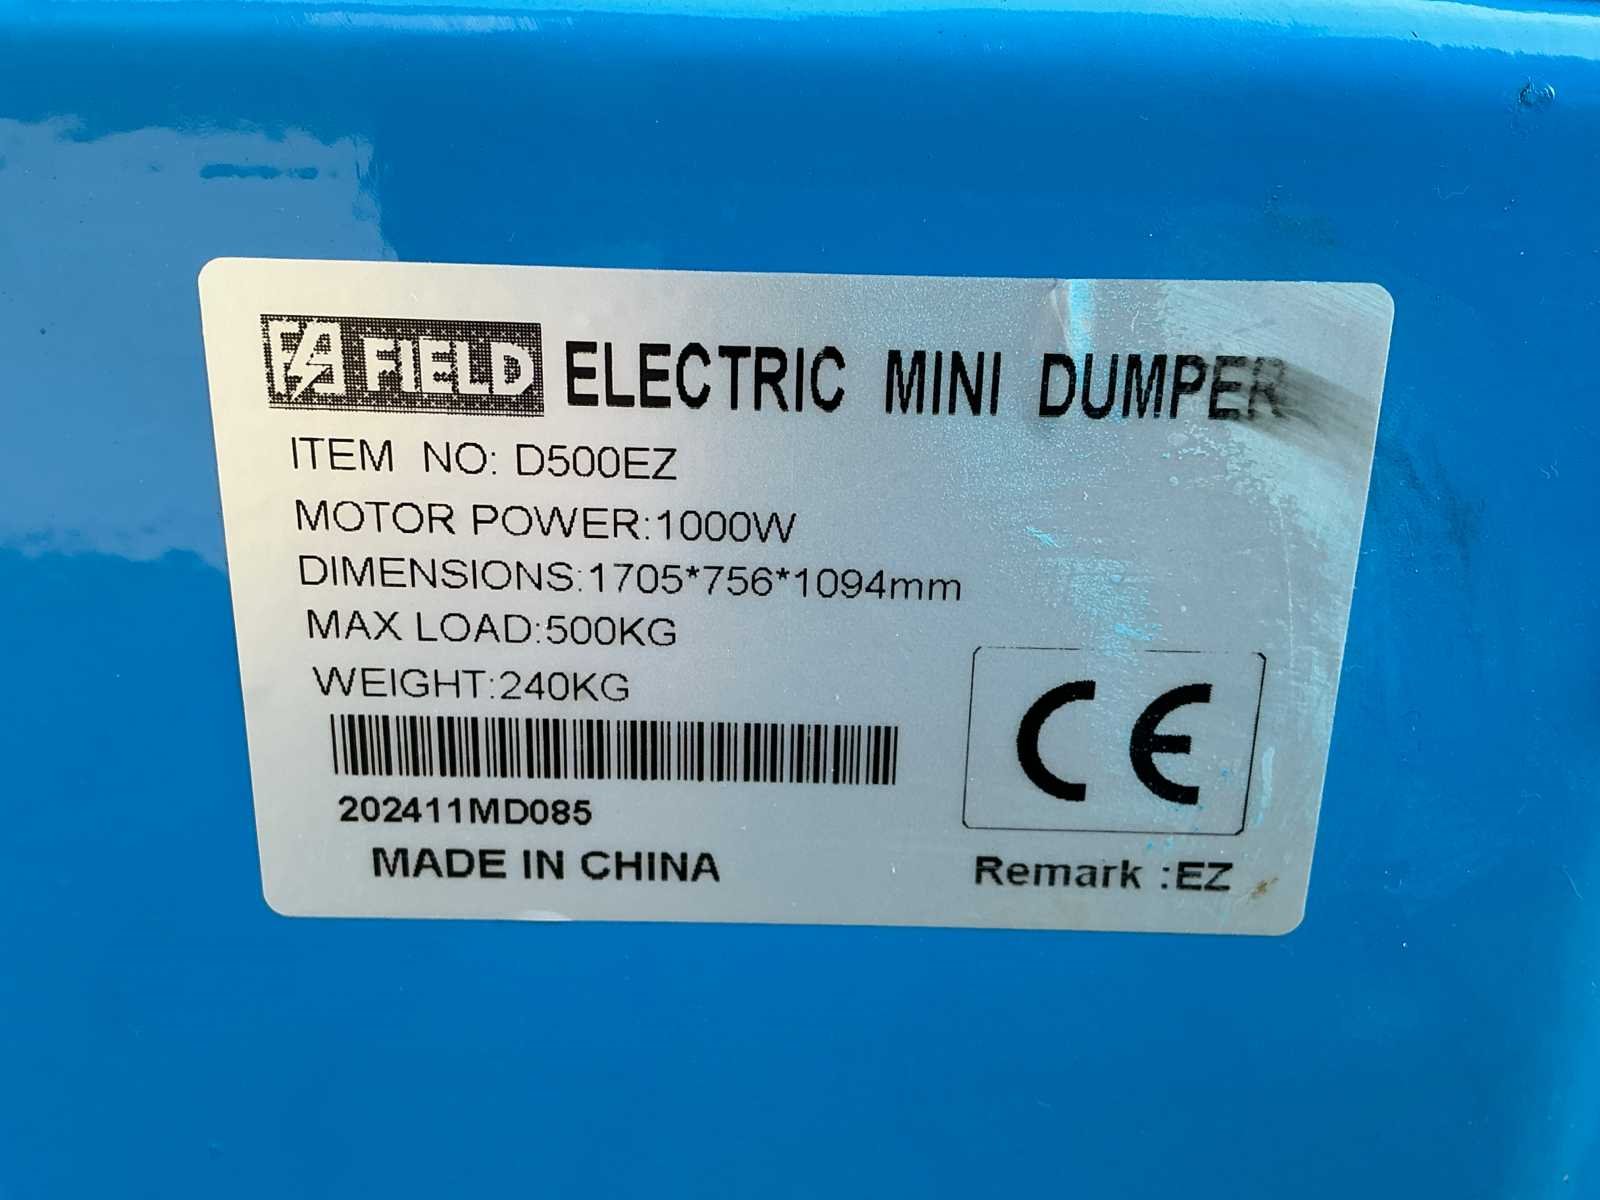 FA FIELD ELECTRIC MINI DUMPER
ITEM NO: D500EZ
MOTOR POWER:1000W
DIMENSIONS:1705*756*1094mm
MAX LOAD:500KG
WEIGHT:240KG
202411MD085
MADE IN CHINA
CE
Remark :EZ